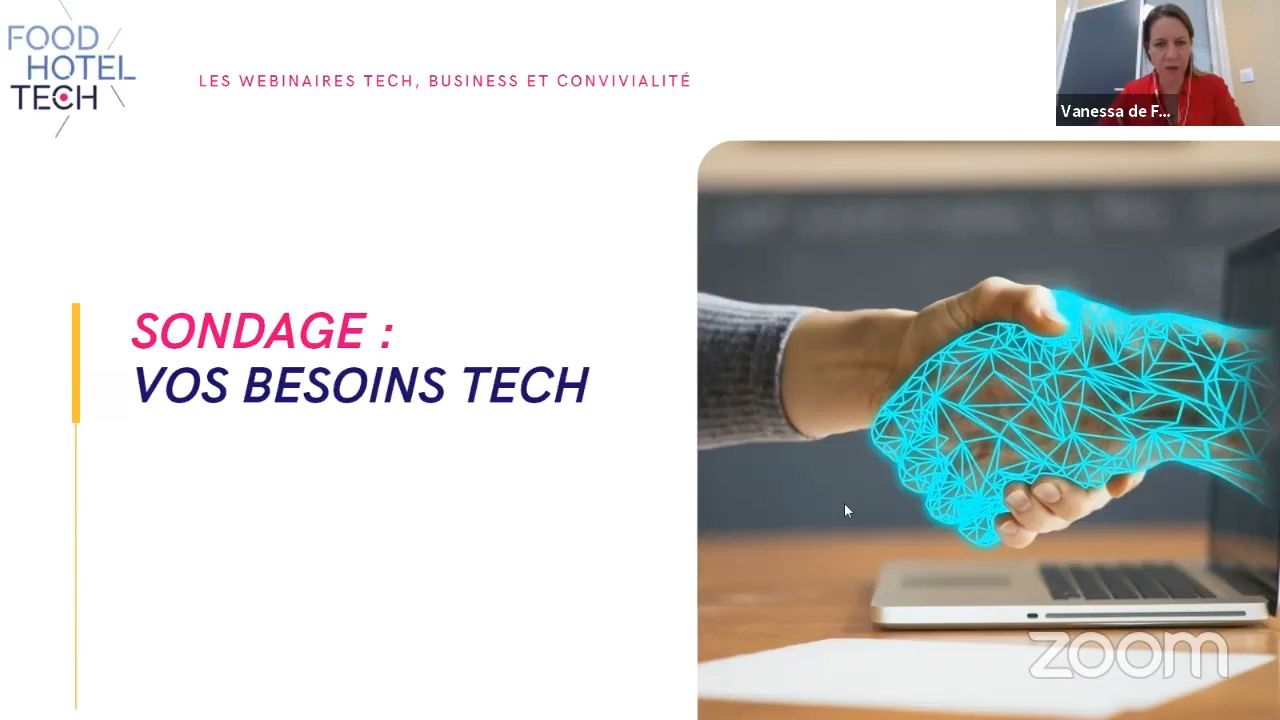 FOOD
HOTEL
TECH
LES WEBINAIRES TECH, BUSINESS ET CONVIVIALITÉ
Vanessa de F...
SONDAGE :
VOS BESOINS TECH
zoom